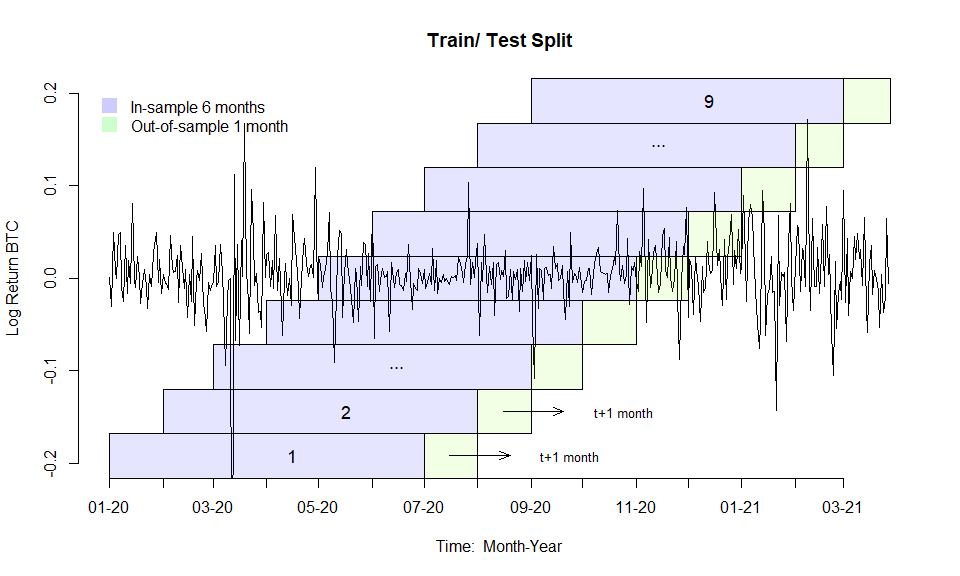 Train/ Test Split
In-sample 6 months
Out-of-sample 1 month
Log Return BTC
0.2
0.1
0.0
-0.1
-0.2
9
...
...
2
t+1 month
1
t+1 month
01-20 03-20 05-20 07-20 09-20 11-20 01-21 03-21
Time: Month-Year